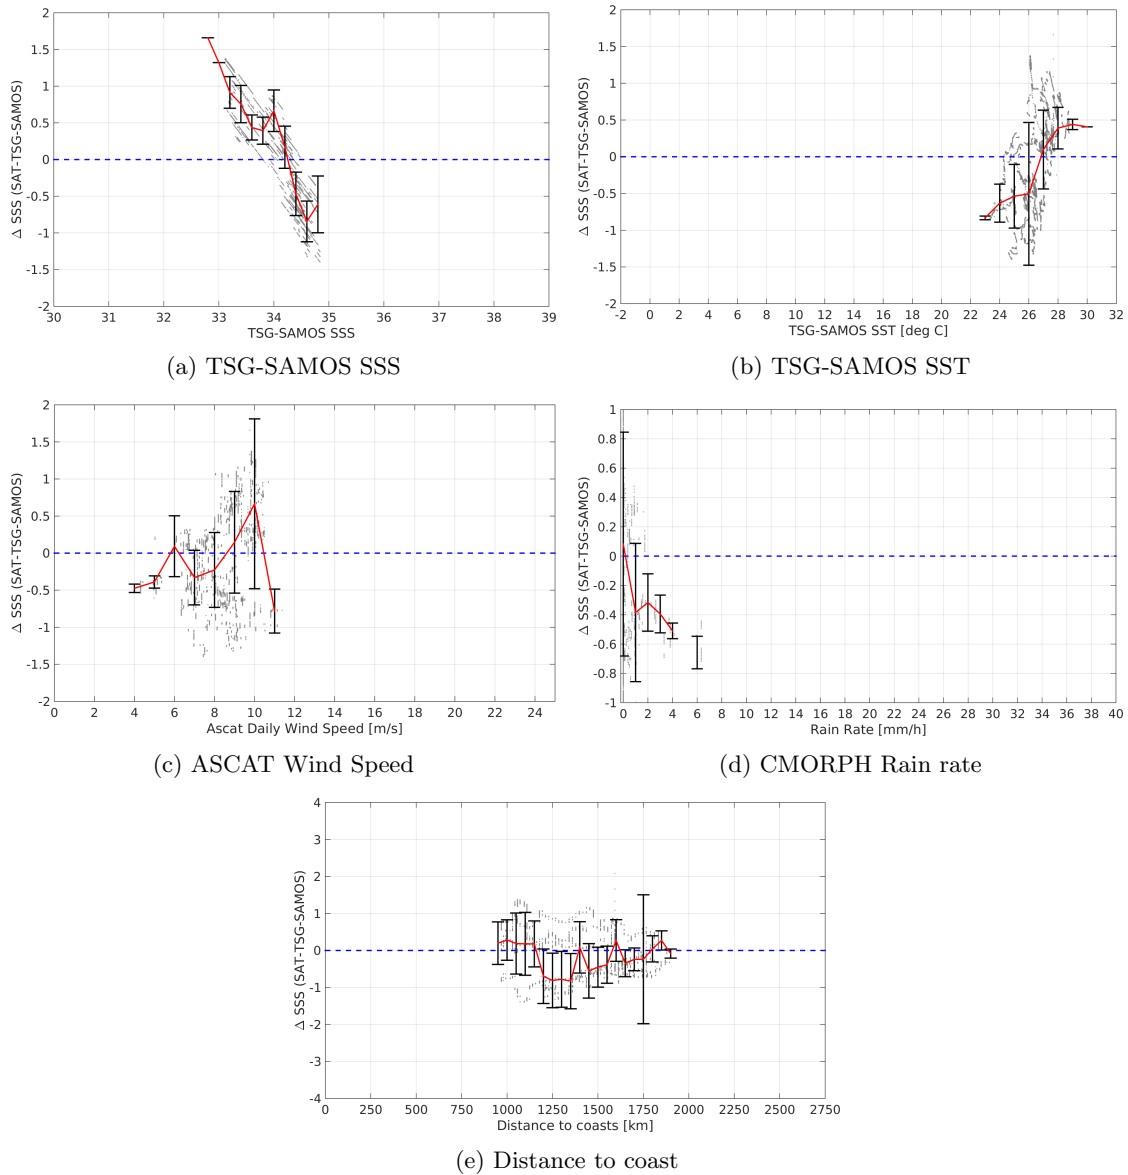 2
1.5
1
0.5
0
-0.5
-1
-1.5
-2
Δ SSS (SAT-TSG-SAMOS)
30 31 32 33 34 35 36 37 38 39
TSG-SAMOS SSS
(a) TSG-SAMOS SSS
2
1.5
1
0.5
0
-0.5
-1
-1.5
-2
Δ SSS (SAT-TSG-SAMOS)
-2 0 2 4 6 8 10 12 14 16 18 20 22 24 26 28 30 32
TSG-SAMOS SST [deg C]
(b) TSG-SAMOS SST
2
1.5
1
0.5
0
-0.5
-1
-1.5
-2
Δ SSS (SAT-TSG-SAMOS)
0 2 4 6 8 10 12 14 16 18 20 22 24
Ascat Daily Wind Speed [m/s]
(c) ASCAT Wind Speed
1
0.8
0.6
0.4
0.2
0
-0.2
-0.4
-0.6
-0.8
-1
Δ SSS (SAT-TSG-SAMOS)
0 2 4 6 8 10 12 14 16 18 20 22 24 26 28 30 32 34 36 38 40
Rain Rate [mm/h]
(d) CMORPH Rain rate
4
3
2
1
0
-1
-2
-3
-4
Δ SSS (SAT-TSG-SAMOS)
0 250 500 750 1000 1250 1500 1750 2000 2250 2500 2750
Distance to coasts [km]
(e) Distance to coast